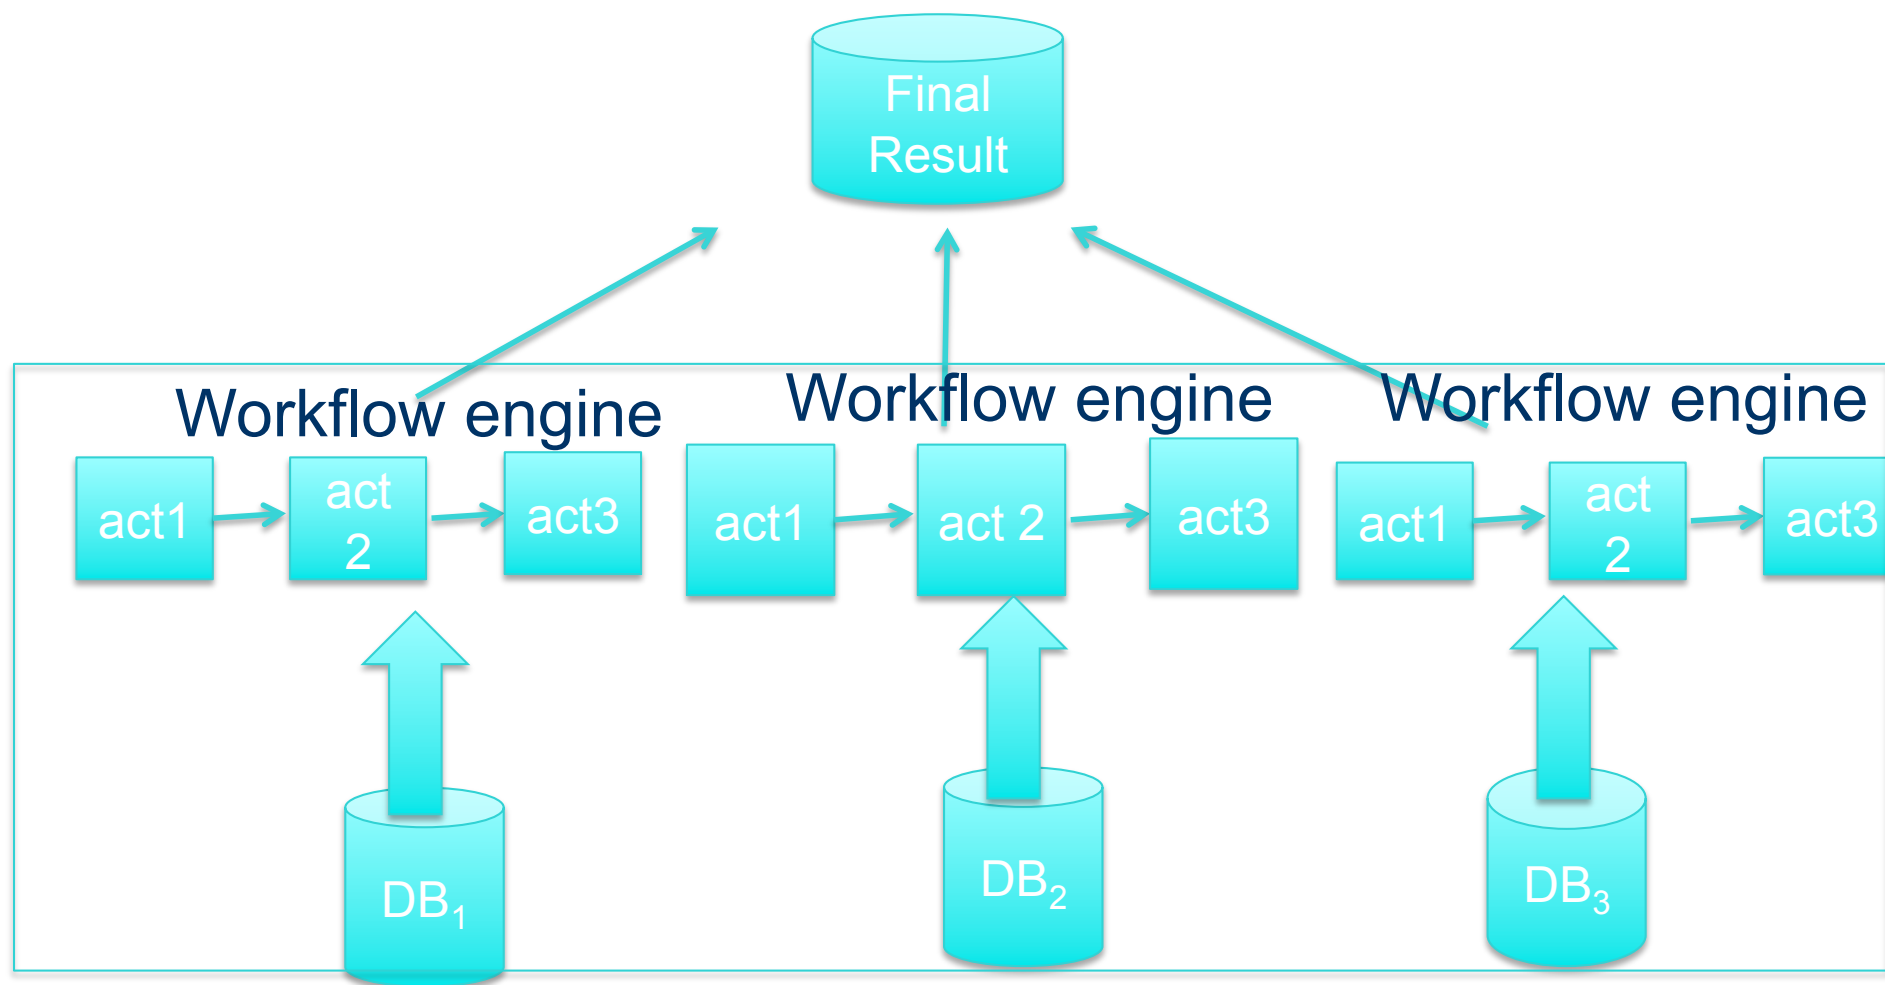 Final
Result
Workflow engine
Workflow engine
Workflow engine
act1
act
2
act3
act1
act 2
act3
act1
act
2
act3
DB₁
DB₂
DB₃